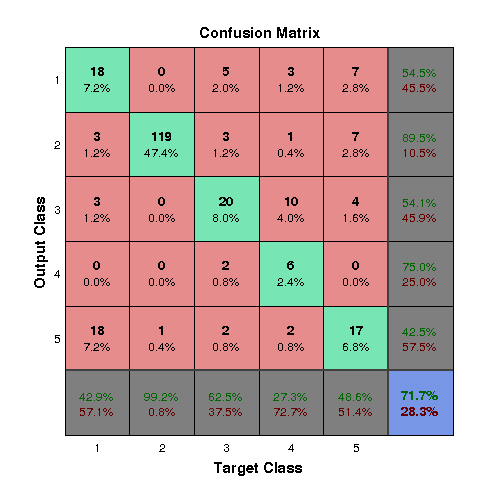 Confusion Matrix
1 18 0 5 3 7 54.5%
7.2% 0.0% 2.0% 1.2% 2.8% 45.5%
2 3 119 3 1 7 89.5%
1.2% 47.4% 1.2% 0.4% 2.8% 10.5%
3 3 0 20 10 4 54.1%
1.2% 0.0% 8.0% 4.0% 1.6% 45.9%
4 0 0 2 6 0 75.0%
0.0% 0.0% 0.8% 2.4% 0.0% 25.0%
5 18 1 2 2 17 42.5%
7.2% 0.4% 0.8% 0.8% 6.8% 57.5%
42.9% 99.2% 62.5% 27.3% 48.6% 71.7%
57.1% 0.8% 37.5% 72.7% 51.4% 28.3%
1 2 3 4 5
Target Class
Output Class